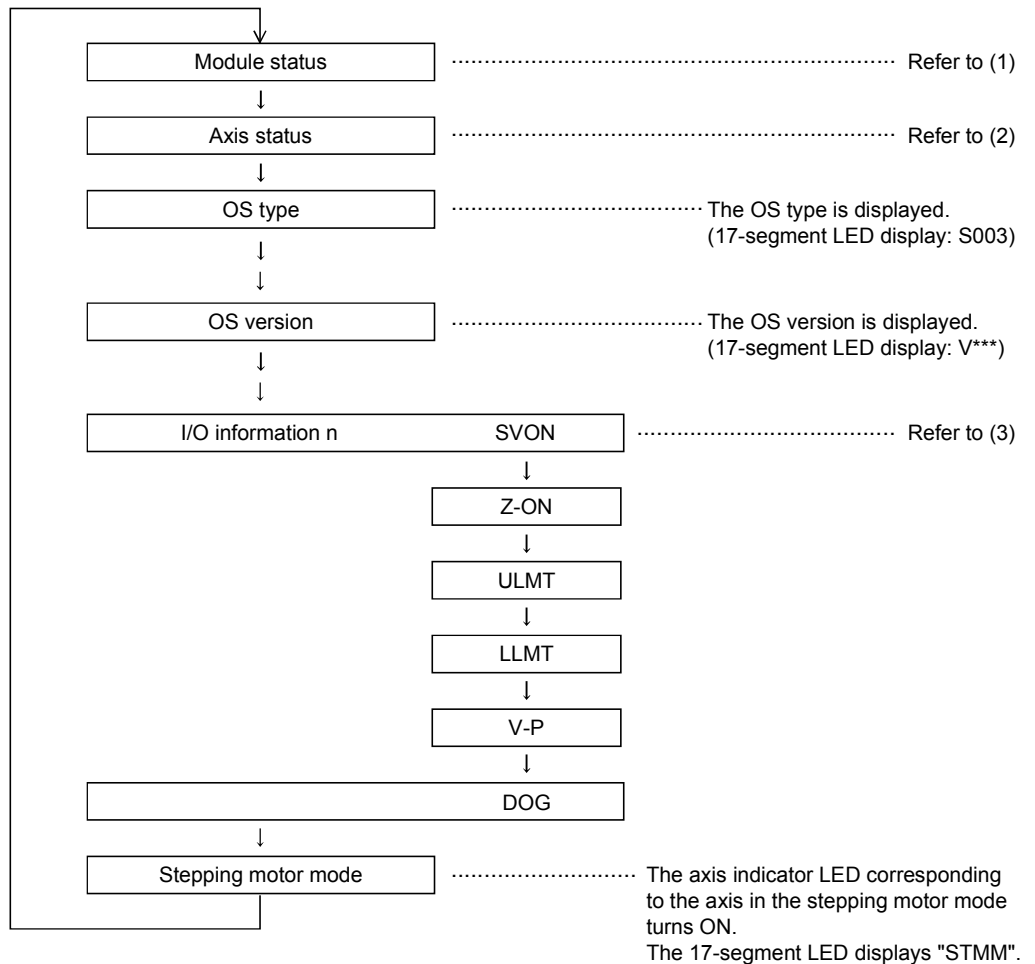 Module status
Refer to (1)
Axis status
Refer to (2)
OS type
The OS type is displayed.
(17-segment LED display: S003)
OS version
The OS version is displayed.
(17-segment LED display: V***)
I/O information n SVON
Refer to (3)
Z-ON
ULMT
LLMT
V-P
DOG
Stepping motor mode
The axis indicator LED corresponding
to the axis in the stepping motor mode
turns ON.
The 17-segment LED displays "STMM".